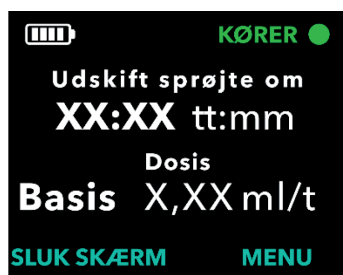 KØRER
Udskift sprøjte om
XX:XX tt:mm
Dosis
Basis X,XX ml/t
SLUK SKÆRM MENU